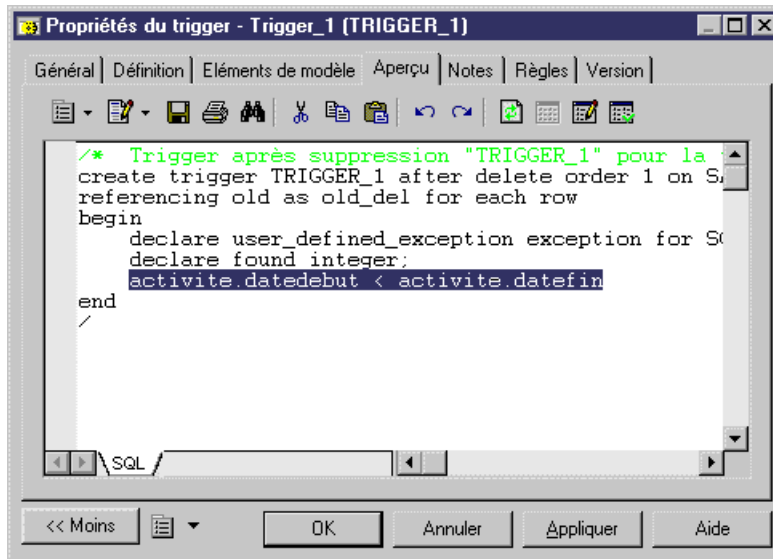 Propriétés du trigger - Trigger_1 (TRIGGER_1)
Général Définition Eléments de modèle Aperçu Notes Règles Version
/* Trigger après suppression "TRIGGER_1" pour la
create trigger TRIGGER_1 after delete order 1 on
referencing old as old_del for each row
begin
declare user_defined_exception exception for
declare found integer;
activite.datedebut < activite.datefin
end
/
SQL
<< Moins OK Annuler Appliquer Aide